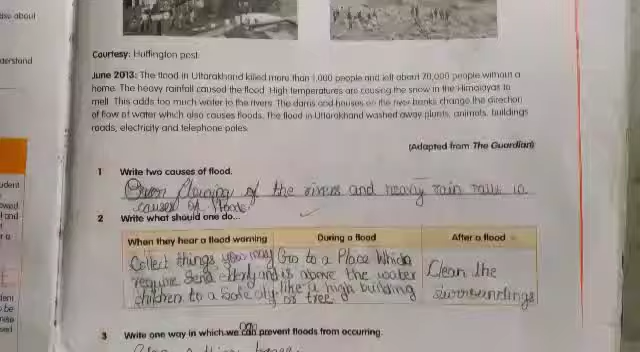 also about
derstand
Courtesy: Huffington post
June 2013: The flood in Uttarakhand killed more than 1,000 people and left about 70,000 people without a
home. The heavy rainfall caused the flood. High temperatures are causing the snow in the Himalayas to
melt. This adds too much water to the rivers. The dams and houses on the river banks change the direction
of flow of water which also causes floods. The flood in Uttarakhand washed away plants, animals, buildings
roads, electricity and telephone poles.
(Adapted from The Guardian)
1 Write two causes of flood.
of the rivers and heavy rain
causes of floods
2 Write what should one do...
When they hear a flood warning During a flood After a flood
Collect things you may Go to a Place Which Clean the
require Send and is above the water surroundings
children to a safe like a high building
or tree
3 Write one way in which we can prevent floods from occurring.
can
udent
owed
and